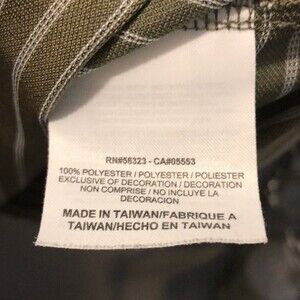 RN#56323 - CA#05553
100% POLYESTER / POLYESTER / POLIESTER
EXCLUSIVE OF DECORATION / DECORATION
NON COMPRISE / NO INCLUYE LA
DECORACION
MADE IN TAIWAN/FABRIQUE A
TAIWAN/HECHO EN TAIWAN